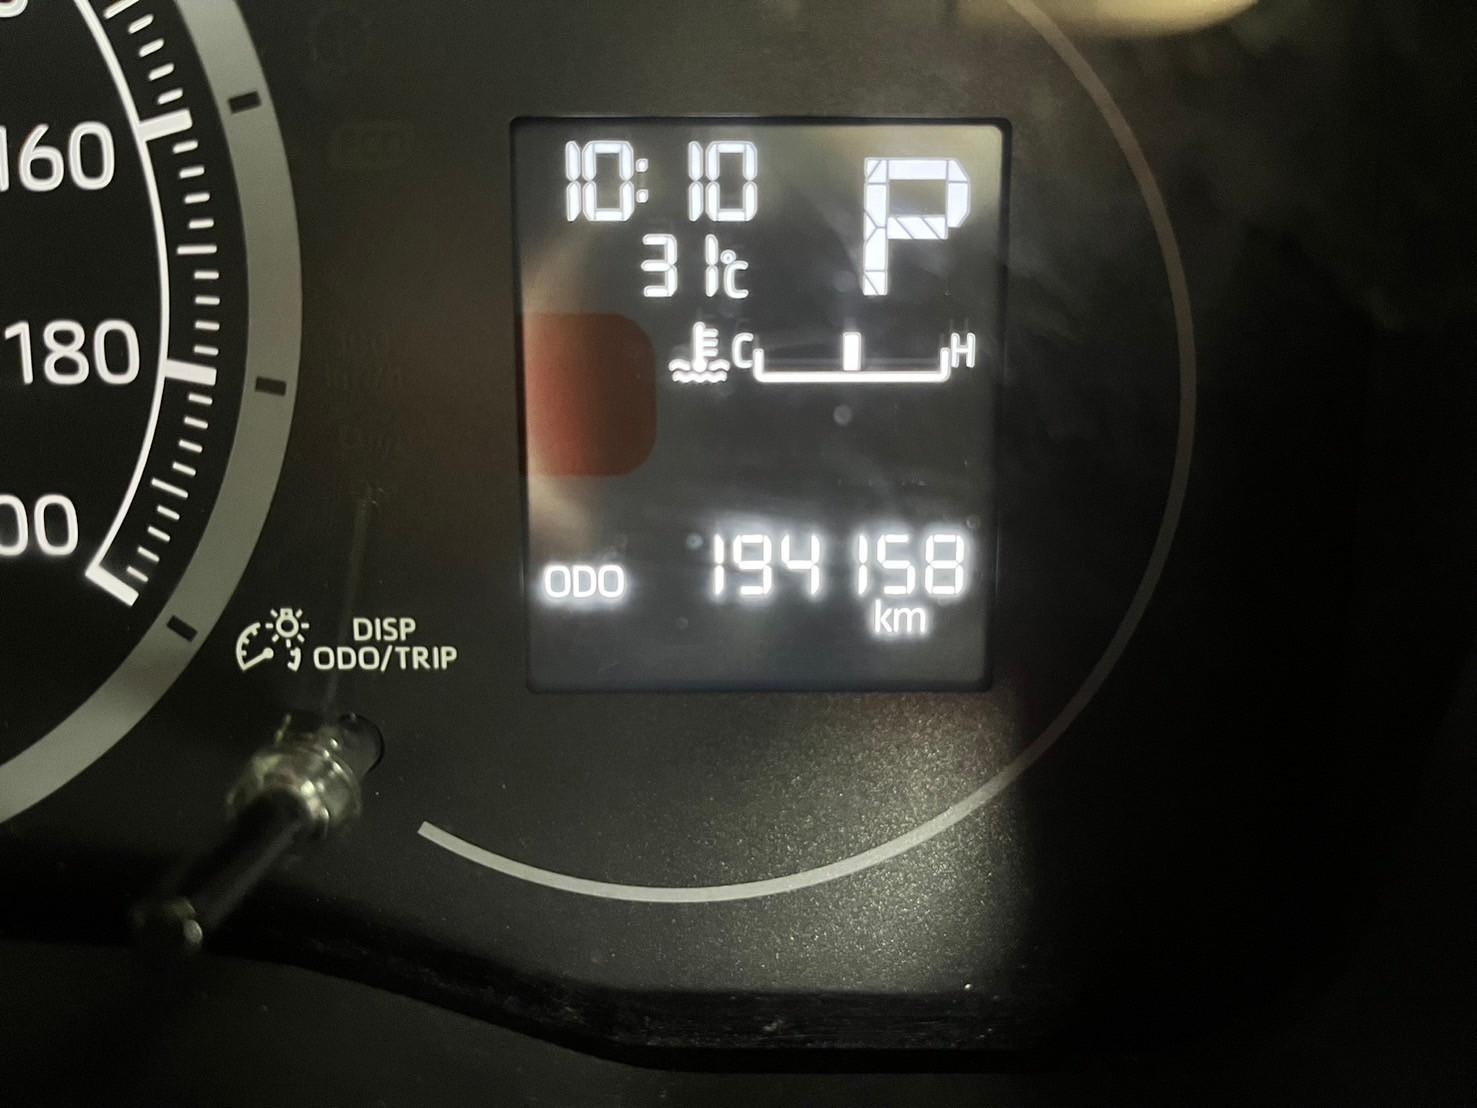 160
180
00
10:10
P
31℃
C H
ODO 194158
km
DISP
ODO/TRIP